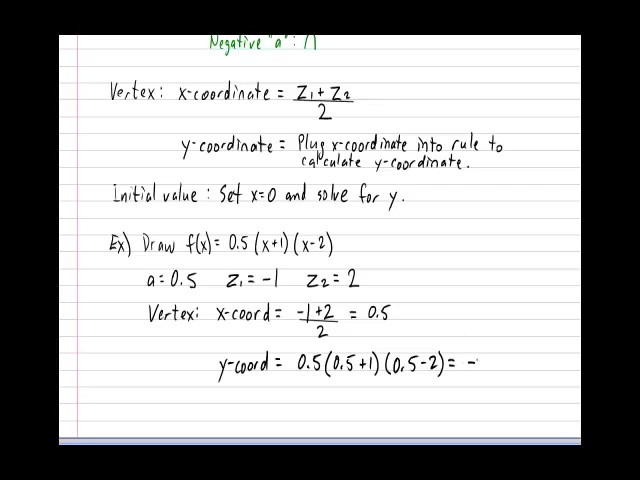 Negative "a": ∩
Vertex: x-coordinate = z₁ + z₂ / 2
y-coordinate = Plug x-coordinate into rule to
calculate y-coordinate.
Initial value: Set x=0 and solve for y.
Ex) Draw f(x) = 0.5(x+1)(x-2)
a = 0.5 z₁ = -1 z₂ = 2
Vertex: x-coord = -1+2 / 2 = 0.5
y-coord = 0.5(0.5+1)(0.5-2) = -